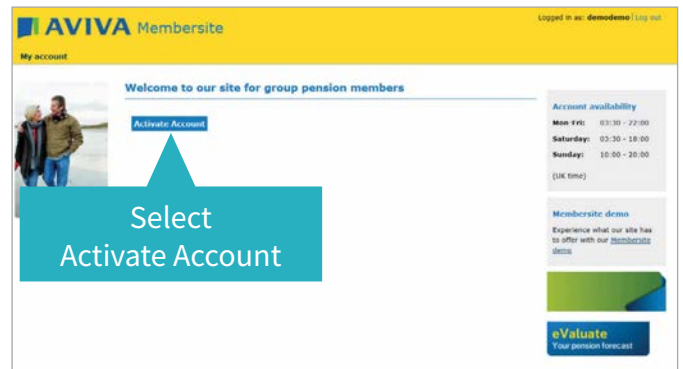 AVIVA Membersite
Logged in as: demodemo | Log out
My account
Welcome to our site for group pension members
Activate Account
Select
Activate Account
Account availability
Mon-Fri: 03:30 - 22:00
Saturday: 03:30 - 18:00
Sunday: 10:00 - 20:00
(UK time)
Membersite demo
Experience what our site has
to offer with our Membersite
demo
eValuate
Your pension forecast